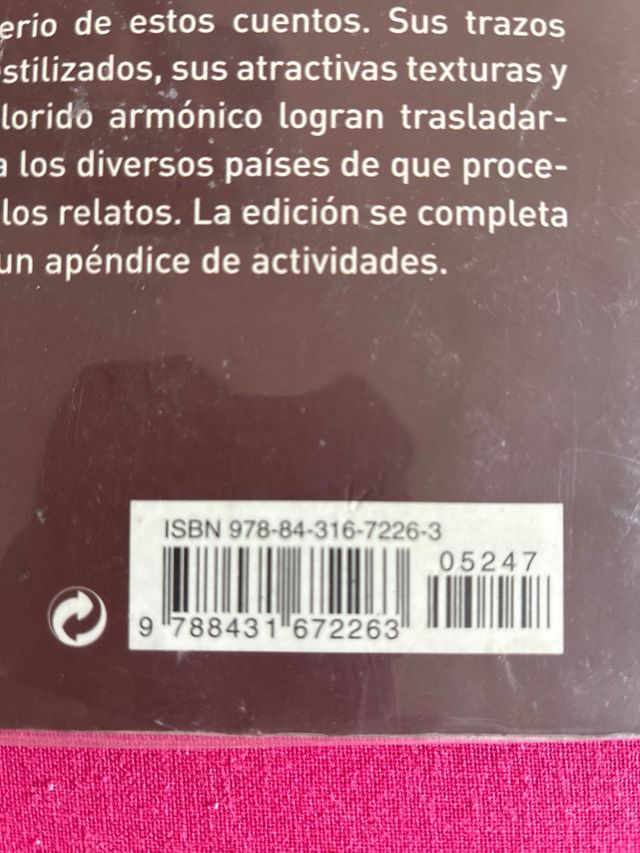 erio de estos cuentos. Sus trazos
estilizados, sus atractivas texturas y
lorido armónico logran trasladar-
a los diversos países de que proce-
los relatos. La edición se completa
un apéndice de actividades.
ISBN 978-84-316-7226-3
05247
9 788431 672263